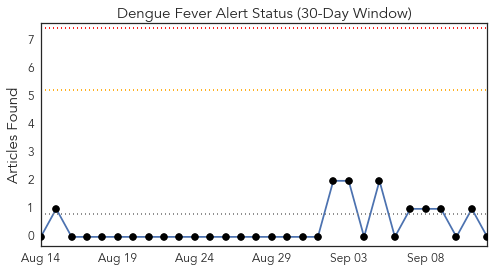 Dengue Fever Alert Status (30-Day Window)
Articles Found
7
6
5
4
3
2
1
0
Aug 14 Aug 19 Aug 24 Aug 29 Sep 03 Sep 08